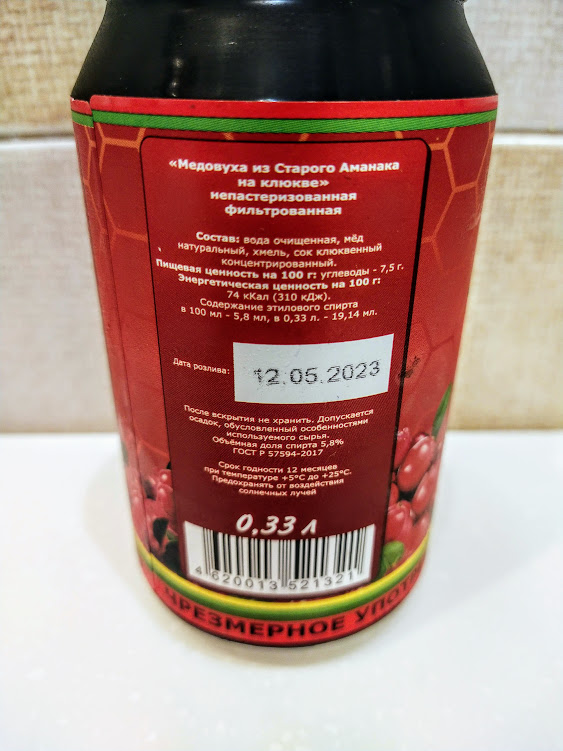 «Медовуха из Старого Аманака
на клюкве»
непастеризованная
фильтрованная
Состав: вода очищенная, мёд
натуральный, хмель, сок клюквенный
концентрированный.
Пищевая ценность на 100 г: углеводы - 7,5 г.
Энергетическая ценность на 100 г:
74 кКал (310 кДж).
Содержание этилового спирта
в 100 мл - 5,8 мл, в 0,33 л. - 19,14 мл.
Дата розлива:
12.05.2023
После вскрытия не хранить. Допускается
осадок, обусловленный особенностями
используемого сырья.
Объёмная доля спирта 5,8%
ГОСТ Р 57594-2017
Срок годности 12 месяцев
при температуре +5°С до +25°С.
Предохранять от воздействия
солнечных лучей
0,33 л
4 620013 521321
ЧРЕЗМЕРНОЕ УПОТ